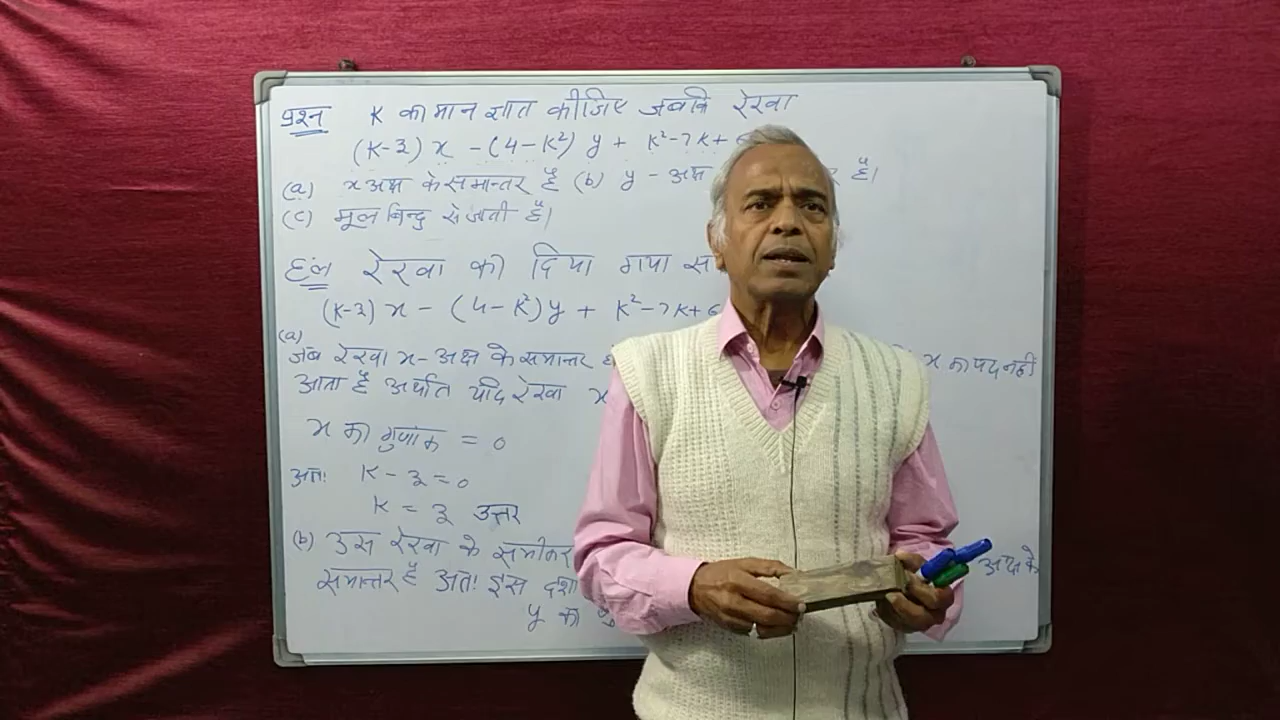 प्रश्न K का मान ज्ञात कीजिए जबकि रेखा
(K-3) x - (4-K²) y + K²-7K+6
(a) x अक्ष के समान्तर है (b) y - अक्ष र है।
(c) मूल बिन्दु से जाती है।
हल रेखा का दिया गया स
(K-3) x - (4-K²) y + K²-7K+6
(a)
जब रेखा x-अक्ष के समान्तर x का पद नहीं
आता है अर्थात यदि रेखा x
x का गुणांक = 0
अतः K-3=0
K = 3 उत्तर
(b) उस रेखा के समीकर अक्ष के
समान्तर है अतः इस दशा
y का गु